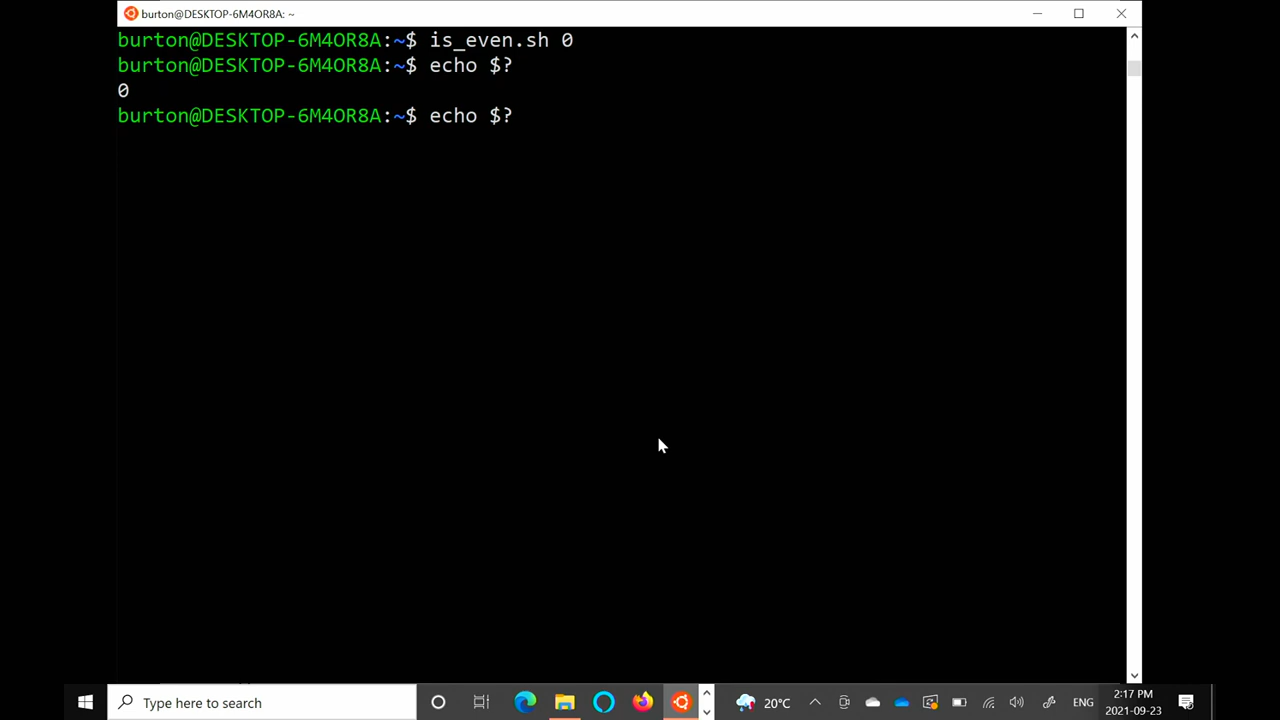 burton@DESKTOP-6M4OR8A: ~
burton@DESKTOP-6M4OR8A:~$ is_even.sh 0
burton@DESKTOP-6M4OR8A:~$ echo $?
0
burton@DESKTOP-6M4OR8A:~$ echo $?
Type here to search
20°C
ENG
2:17 PM
2021-09-23